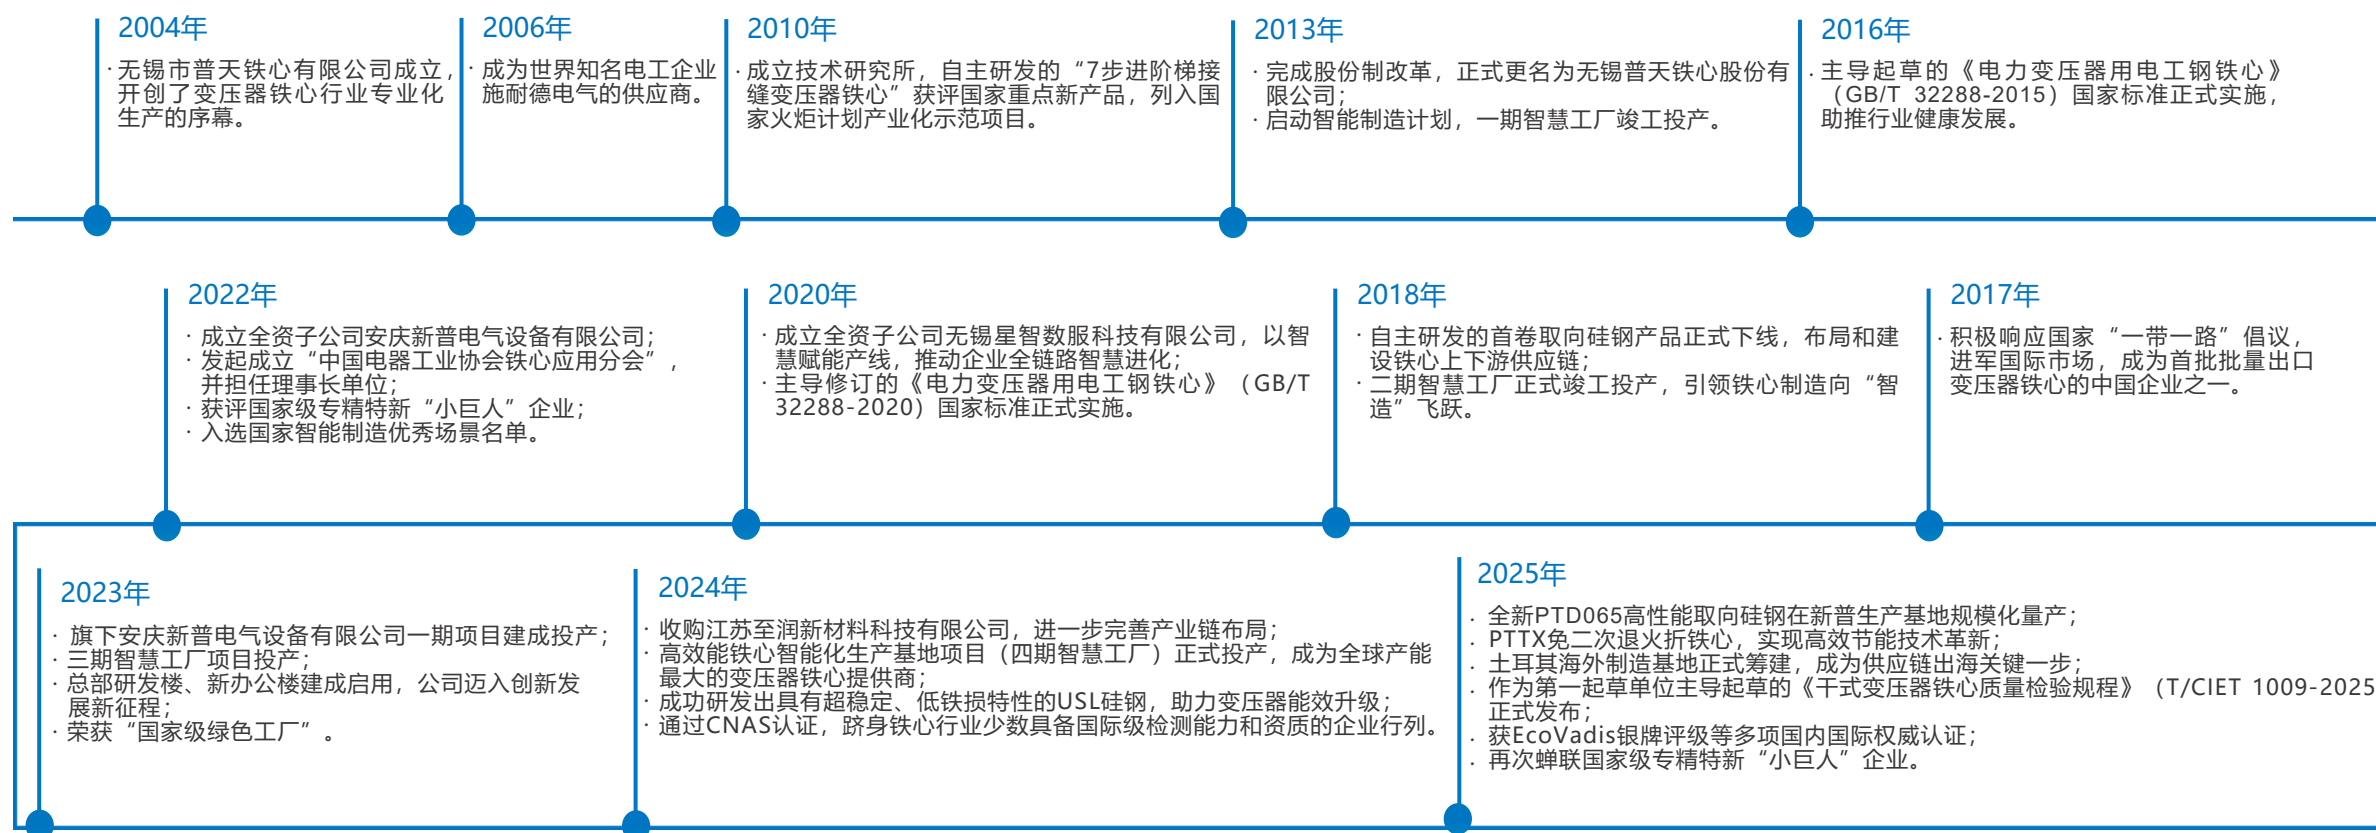 2004年
· 无锡市普天铁心有限公司成立，
开创了变压器铁心行业专业化
生产的序幕。
2006年
· 成为世界知名电工企业
施耐德电气的供应商。
2010年
· 成立技术研究所，自主研发的“7步进阶梯接
缝变压器铁心”获评国家重点新产品，列入国
家火炬计划产业化示范项目。
2013年
· 完成股份制改革，正式更名为无锡普天铁心股份有
限公司；
· 启动智能制造计划，一期智慧工厂竣工投产。
2016年
· 主导起草的《电力变压器用电工钢铁心》
（GB/T 32288-2015）国家标准正式实施，
助推行业健康发展。
2022年
· 成立全资子公司安庆新普电气设备有限公司；
· 发起成立“中国电器工业协会铁心应用分会”，
并担任理事长单位；
· 获评国家级专精特新“小巨人”企业；
· 入选国家智能制造优秀场景名单。
2020年
· 成立全资子公司无锡星智数服科技有限公司，以智
慧赋能产线，推动企业全链路智慧进化；
· 主导修订的《电力变压器用电工钢铁心》（GB/T
32288-2020）国家标准正式实施。
2018年
· 自主研发的首卷取向硅钢产品正式下线，布局和建
设铁心上下游供应链；
· 二期智慧工厂正式竣工投产，引领铁心制造向“智
造”飞跃。
2017年
· 积极响应国家“一带一路”倡议，
进军国际市场，成为首批批量出口
变压器铁心的中国企业之一。
2023年
· 旗下安庆新普电气设备有限公司一期项目建成投产；
· 三期智慧工厂项目投产；
· 总部研发楼、新办公楼建成启用，公司迈入创新发
展新征程；
· 荣获“国家级绿色工厂”。
2024年
· 收购江苏至润新材料科技有限公司，进一步完善产业链布局；
· 高效能铁心智能化生产基地项目（四期智慧工厂）正式投产，成为全球产能
最大的变压器铁心提供商；
· 成功研发出具有超稳定、低铁损特性的USL硅钢，助力变压器能效升级；
· 通过CNAS认证，跻身铁心行业少数具备国际级检测能力和资质的企业行列。
2025年
· 全新PTD065高性能取向硅钢在新普生产基地规模化量产；
· PTTX免二次退火折铁心，实现高效节能技术革新；
· 土耳其海外制造基地正式筹建，成为供应链出海关键一步；
· 作为第一起草单位主导起草的《干式变压器铁心质量检验规程》（T/CIET 1009-2025
正式发布；
· 获EcoVadis银牌评级等多项国内国际权威认证；
· 再次蝉联国家级专精特新“小巨人”企业。